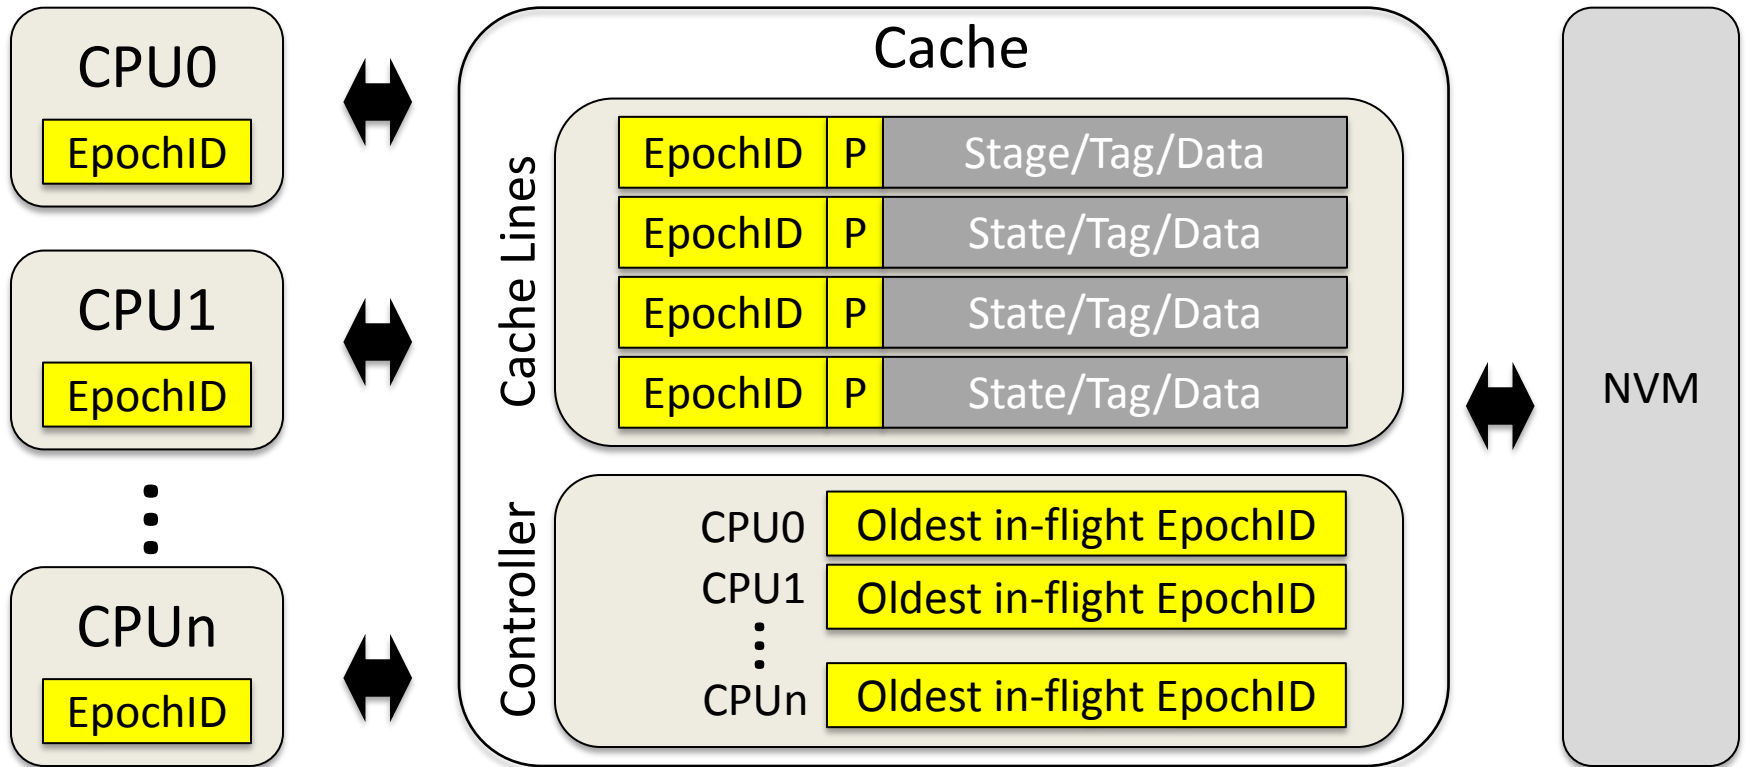 CPU0
EpochID
CPU1
EpochID
CPUn
EpochID
Cache
Cache Lines
EpochID P Stage/Tag/Data
EpochID P State/Tag/Data
EpochID P State/Tag/Data
EpochID P State/Tag/Data
Controller
CPU0 Oldest in-flight EpochID
CPU1 Oldest in-flight EpochID
CPUn Oldest in-flight EpochID
NVM